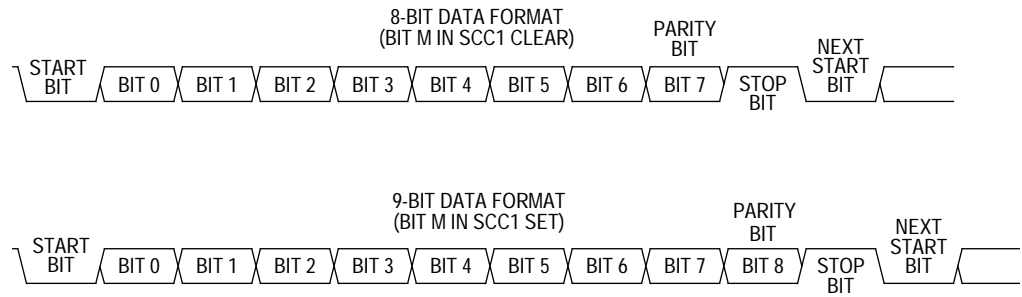 8-BIT DATA FORMAT
(BIT M IN SCC1 CLEAR)
PARITY
BIT
NEXT
START
BIT
START
BIT
BIT 0
BIT 1
BIT 2
BIT 3
BIT 4
BIT 5
BIT 6
BIT 7
STOP
BIT
9-BIT DATA FORMAT
(BIT M IN SCC1 SET)
PARITY
BIT
NEXT
START
BIT
START
BIT
BIT 0
BIT 1
BIT 2
BIT 3
BIT 4
BIT 5
BIT 6
BIT 7
BIT 8
STOP
BIT